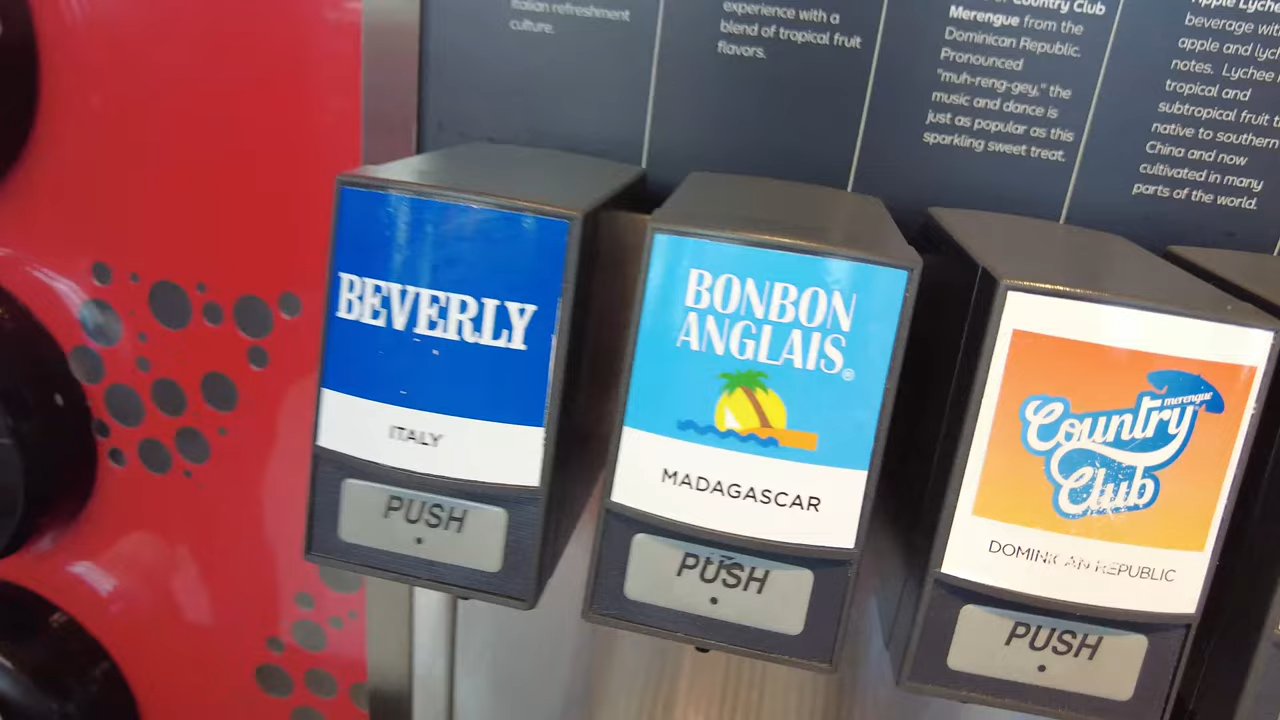 Italian refreshment
culture.
experience with a
blend of tropical fruit
flavors.
Country Club
Merengue from the
Dominican Republic.
Pronounced
"muh-reng-gey," the
music and dance is
just as popular as this
sparkling sweet treat.
Apple Lychee
beverage with
apple and lychee
notes. Lychee
tropical and
subtropical fruit
native to southern
China and now
cultivated in many
parts of the world.
BEVERLY
ITALY
PUSH
BONBON
ANGLAIS®
MADAGASCAR
PUSH
merengue
Country
Club
DOMINICAN REPUBLIC
PUSH